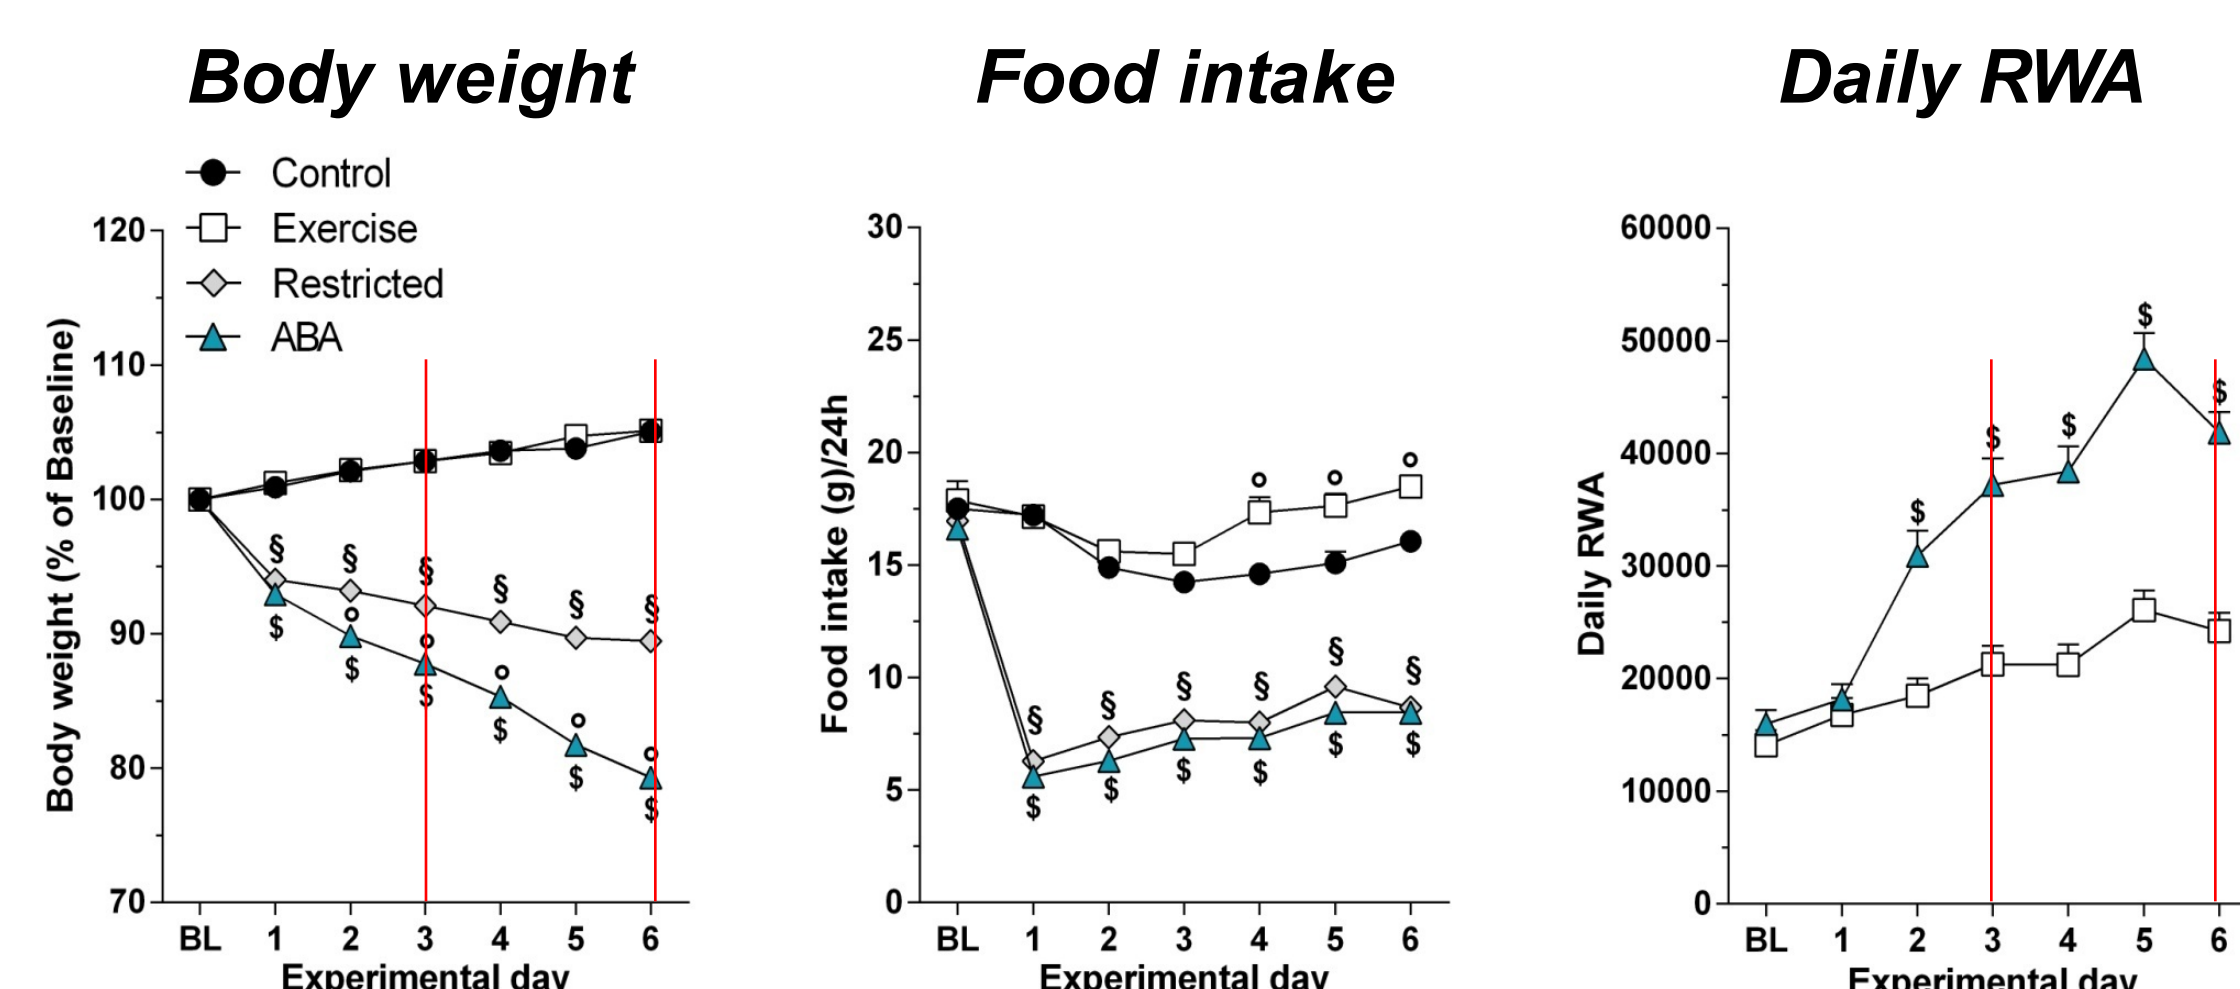 Body weight
Control
Exercise
Restricted
ABA
120
110
100
90
80
70
Body weight (% of Baseline)
§ § § § § §
° ° ° ° °
$ $ $ $ $ $
BL 1 2 3 4 5 6
Experimental day
Food intake
30
25
20
15
10
5
0
Food intake (g)/24h
° ° °
§ § § § § §
$ $ $ $ $ $
BL 1 2 3 4 5 6
Experimental day
Daily RWA
60000
50000
40000
30000
20000
10000
0
Daily RWA
$ $ $ $ $
BL 1 2 3 4 5 6
Experimental day